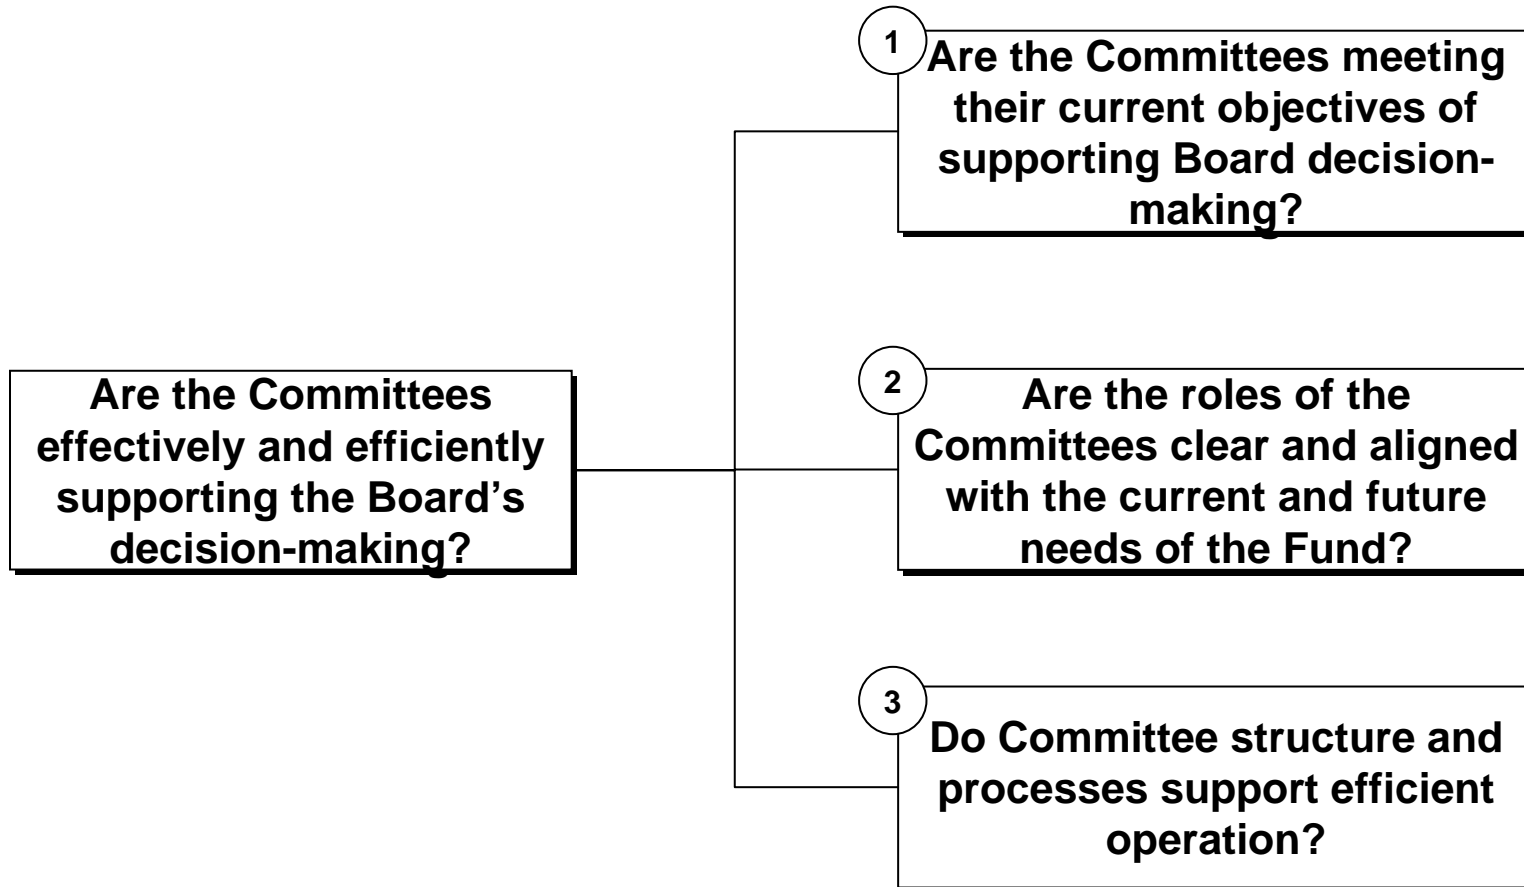 Are the Committees
effectively and efficiently
supporting the Board’s
decision-making?
1
Are the Committees meeting
their current objectives of
supporting Board decision-
making?
2
Are the roles of the
Committees clear and aligned
with the current and future
needs of the Fund?
3
Do Committee structure and
processes support efficient
operation?